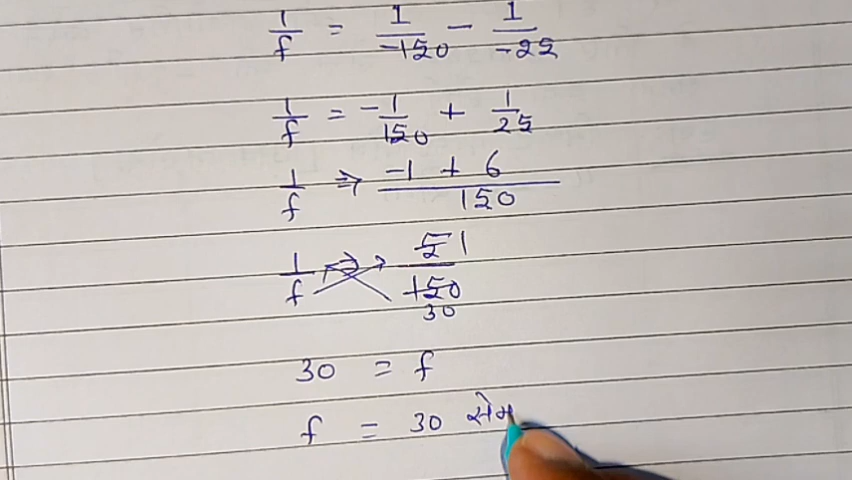 1/f = 1/-150 - 1/-25
1/f = -1/150 + 1/25
1/f ⇒ -1 + 6/150
1/f ⇒ 5 1/150 30
30 = f
f = 30 सेम